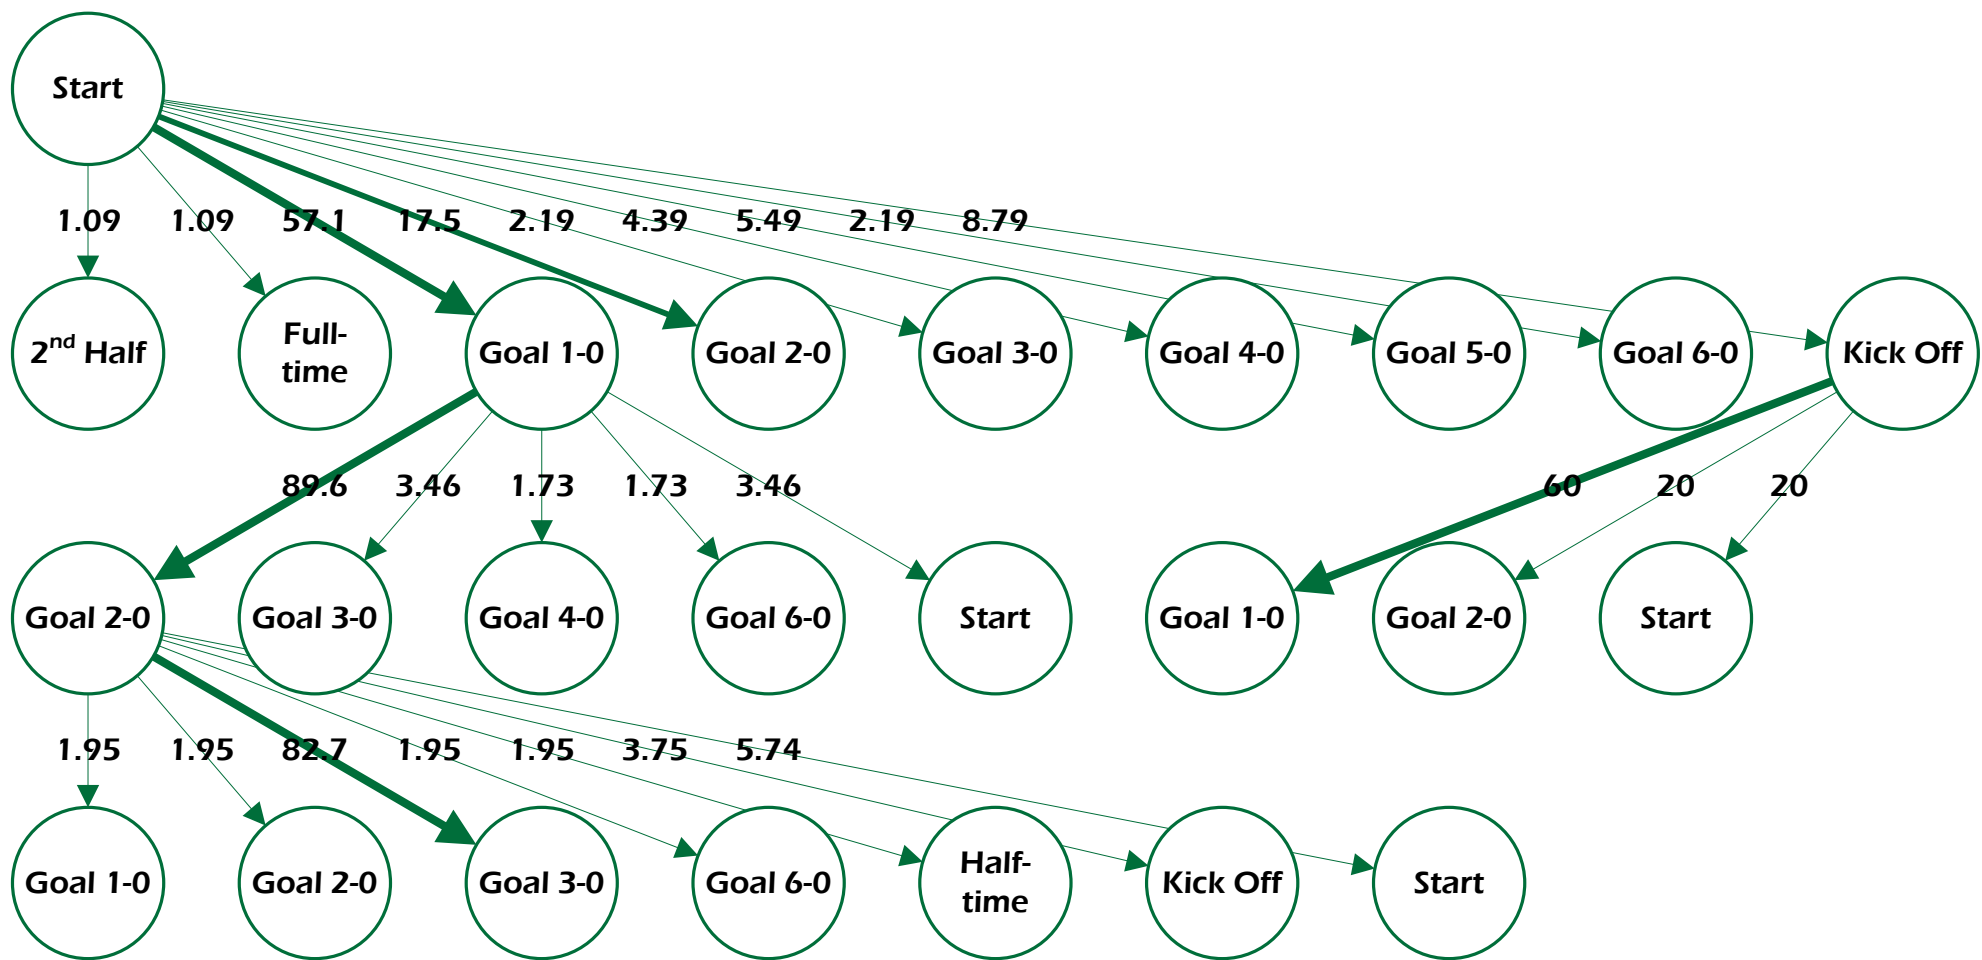 Start
1.09 1.09 57.1 17.5 2.19 4.39 5.49 2.19 8.79
2nd Half
Full-
time
Goal 1-0
Goal 2-0
Goal 3-0
Goal 4-0
Goal 5-0
Goal 6-0
Kick Off
89.6 3.46 1.73 1.73 3.46 60 20 20
Goal 2-0
Goal 3-0
Goal 4-0
Goal 6-0
Start
Goal 1-0
Goal 2-0
Start
1.95 1.95 82.7 1.95 1.95 3.75 5.74
Goal 1-0
Goal 2-0
Goal 3-0
Goal 6-0
Half-
time
Kick Off
Start